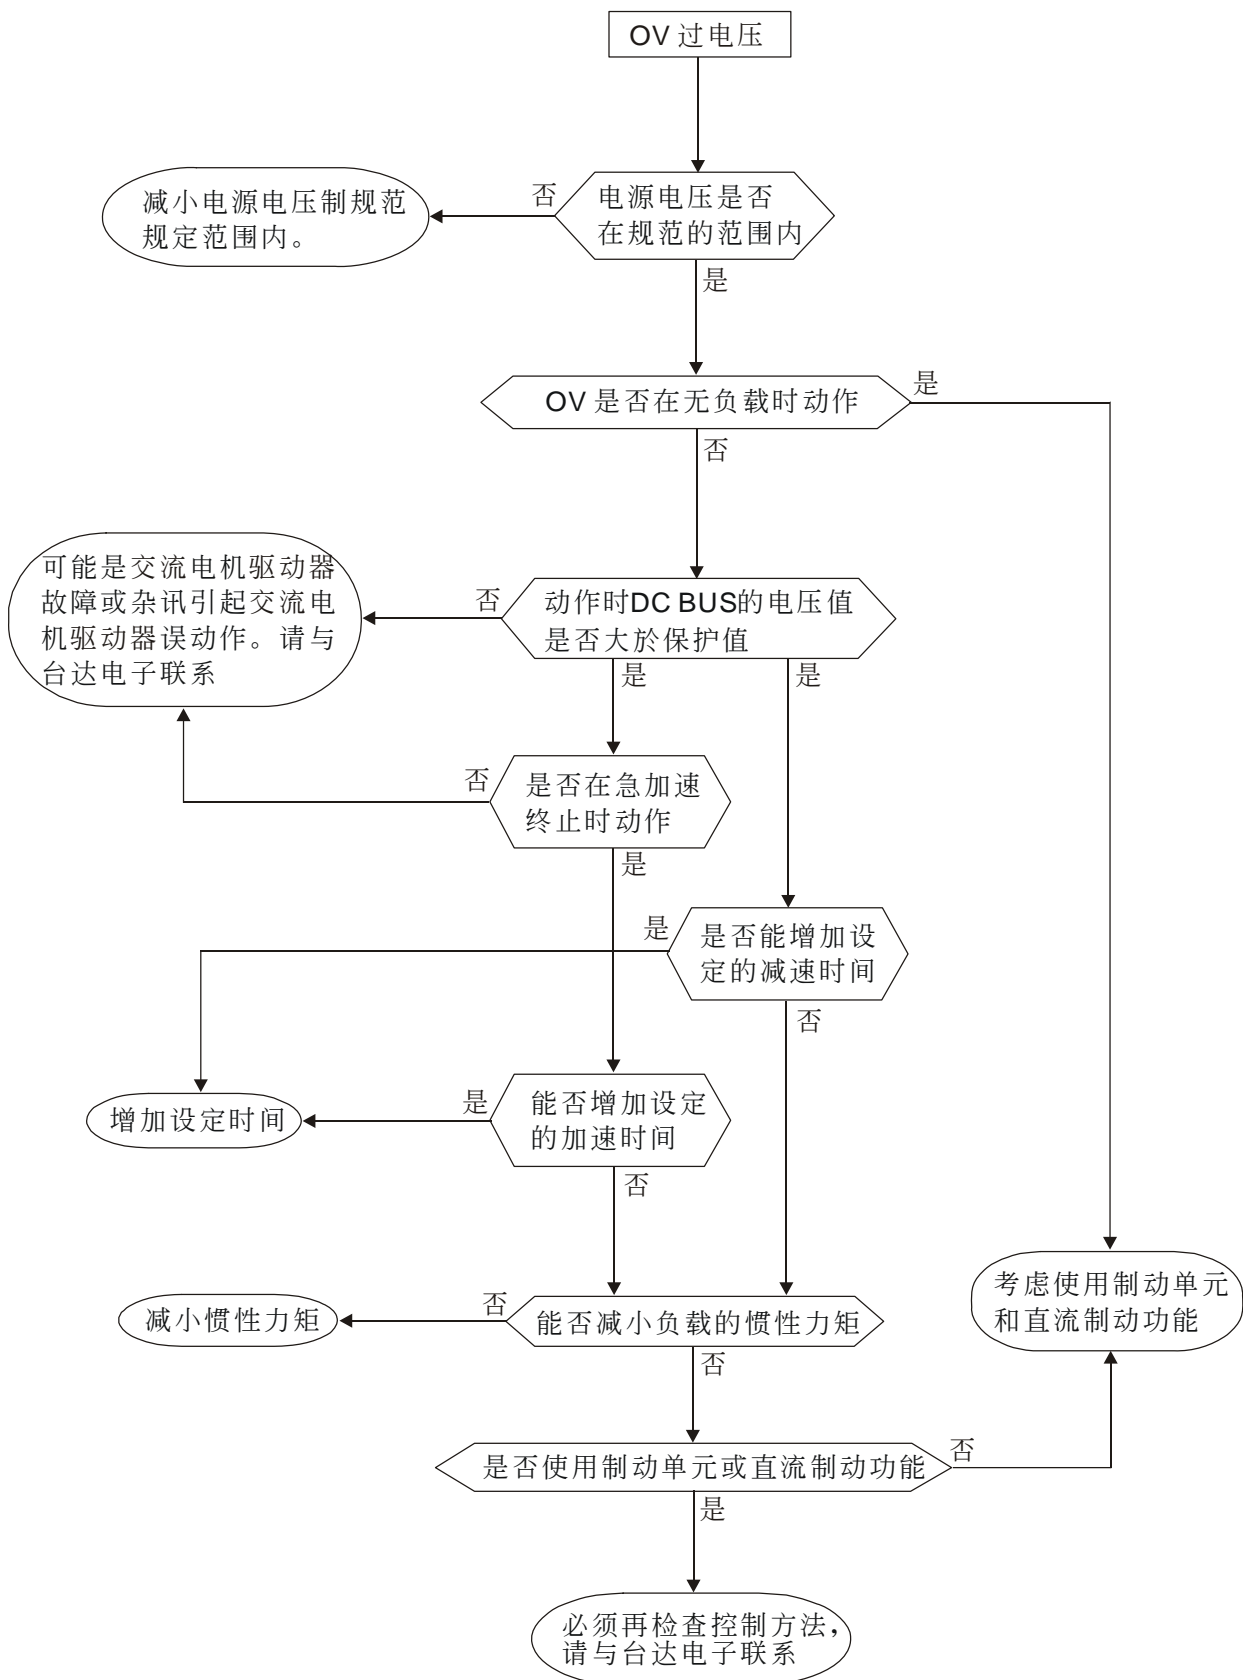 OV 过电压
否
电源电压是否
在规范的范围内
减小电源电压制规范
规定范围内。
是
OV 是否在无负载时动作
是
否
可能是交流电机驱动器
故障或杂讯引起交流电
机驱动器误动作。请与
台达电子联系
否
动作时DC BUS的电压值
是否大於保护值
是
是
否
是否在急加速
终止时动作
是
是
是否能增加设
定的减速时间
否
增加设定时间
是
能否增加设定
的加速时间
否
减小惯性力矩
否
能否减小负载的惯性力矩
考虑使用制动单元
和直流制动功能
否
是否使用制动单元或直流制动功能
否
是
必须再检查控制方法，
请与台达电子联系